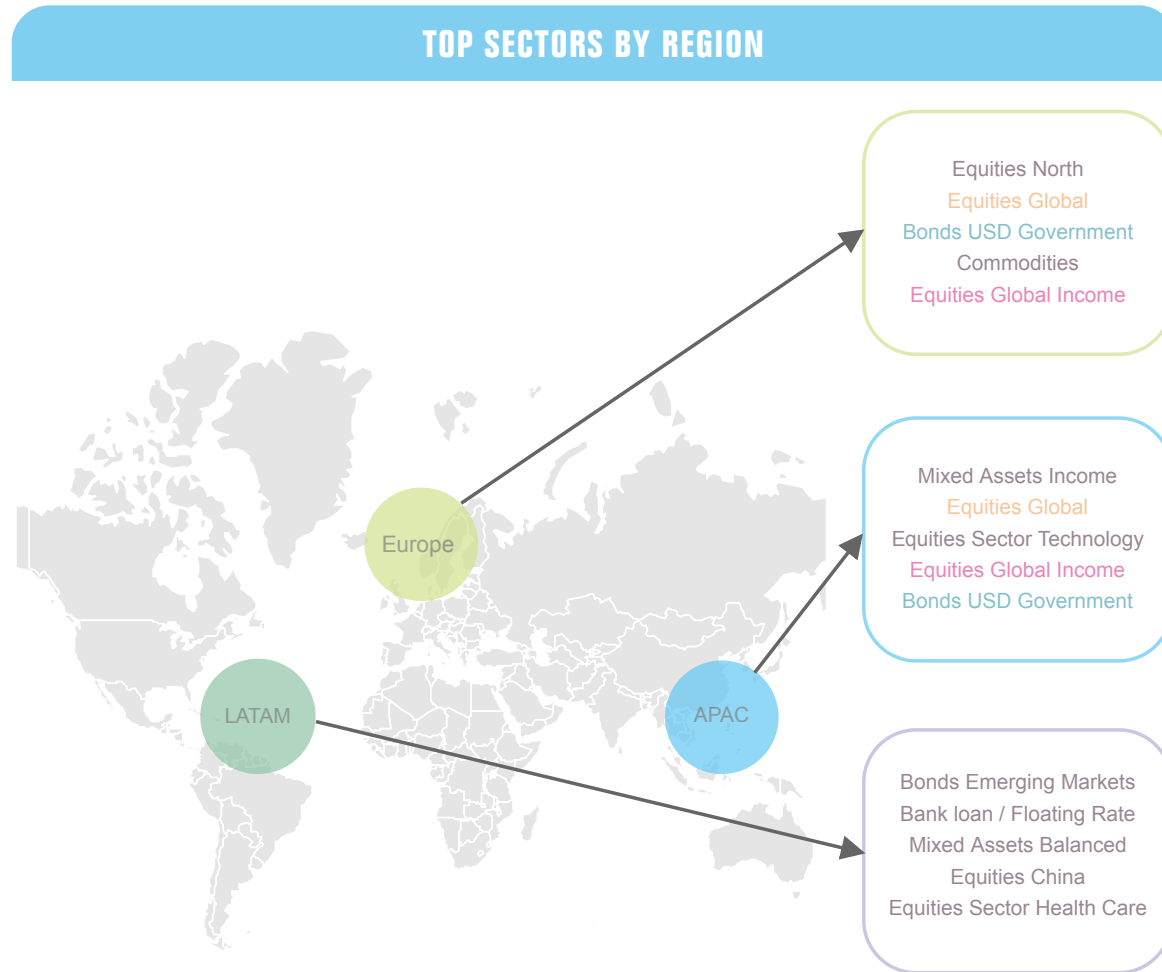 TOP SECTORS BY REGION
Equities North
Equities Global
Bonds USD Government
Commodities
Equities Global Income
Mixed Assets Income
Equities Global
Equities Sector Technology
Equities Global Income
Bonds USD Government
Europe
LATAM
APAC
Bonds Emerging Markets
Bank loan / Floating Rate
Mixed Assets Balanced
Equities China
Equities Sector Health Care